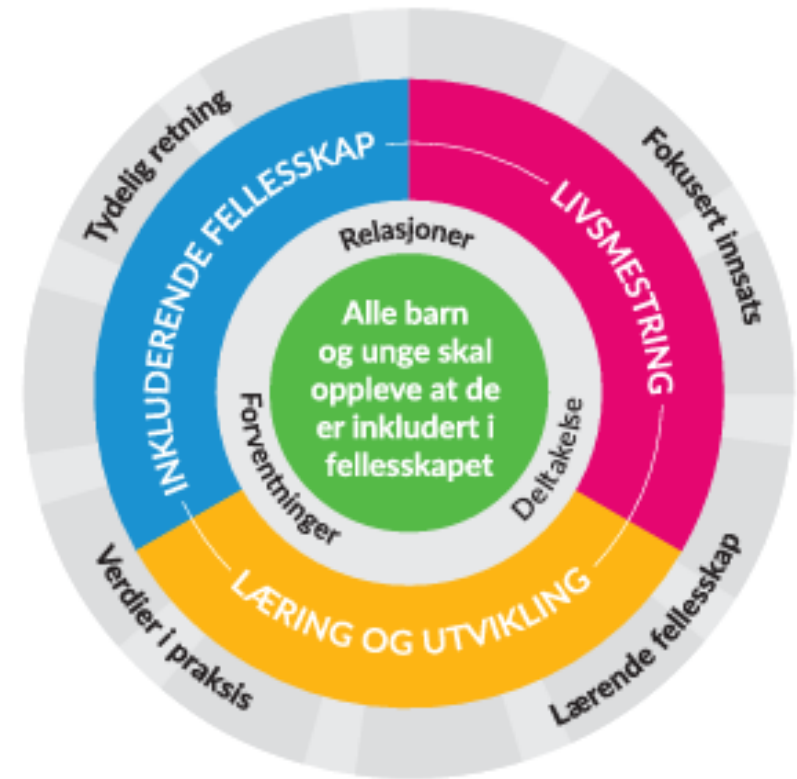 Tydelig retning
Fokusert innsats
INKLUDERENDE FELLESSKAP
LIVSMESTRING
Relasjoner
Alle barn
og unge skal
oppleve at de
er inkludert i
fellesskapet
Forventninger
Deltakelse
LÆRING OG UTVIKLING
Verdier i praksis
Lærende fellesskap